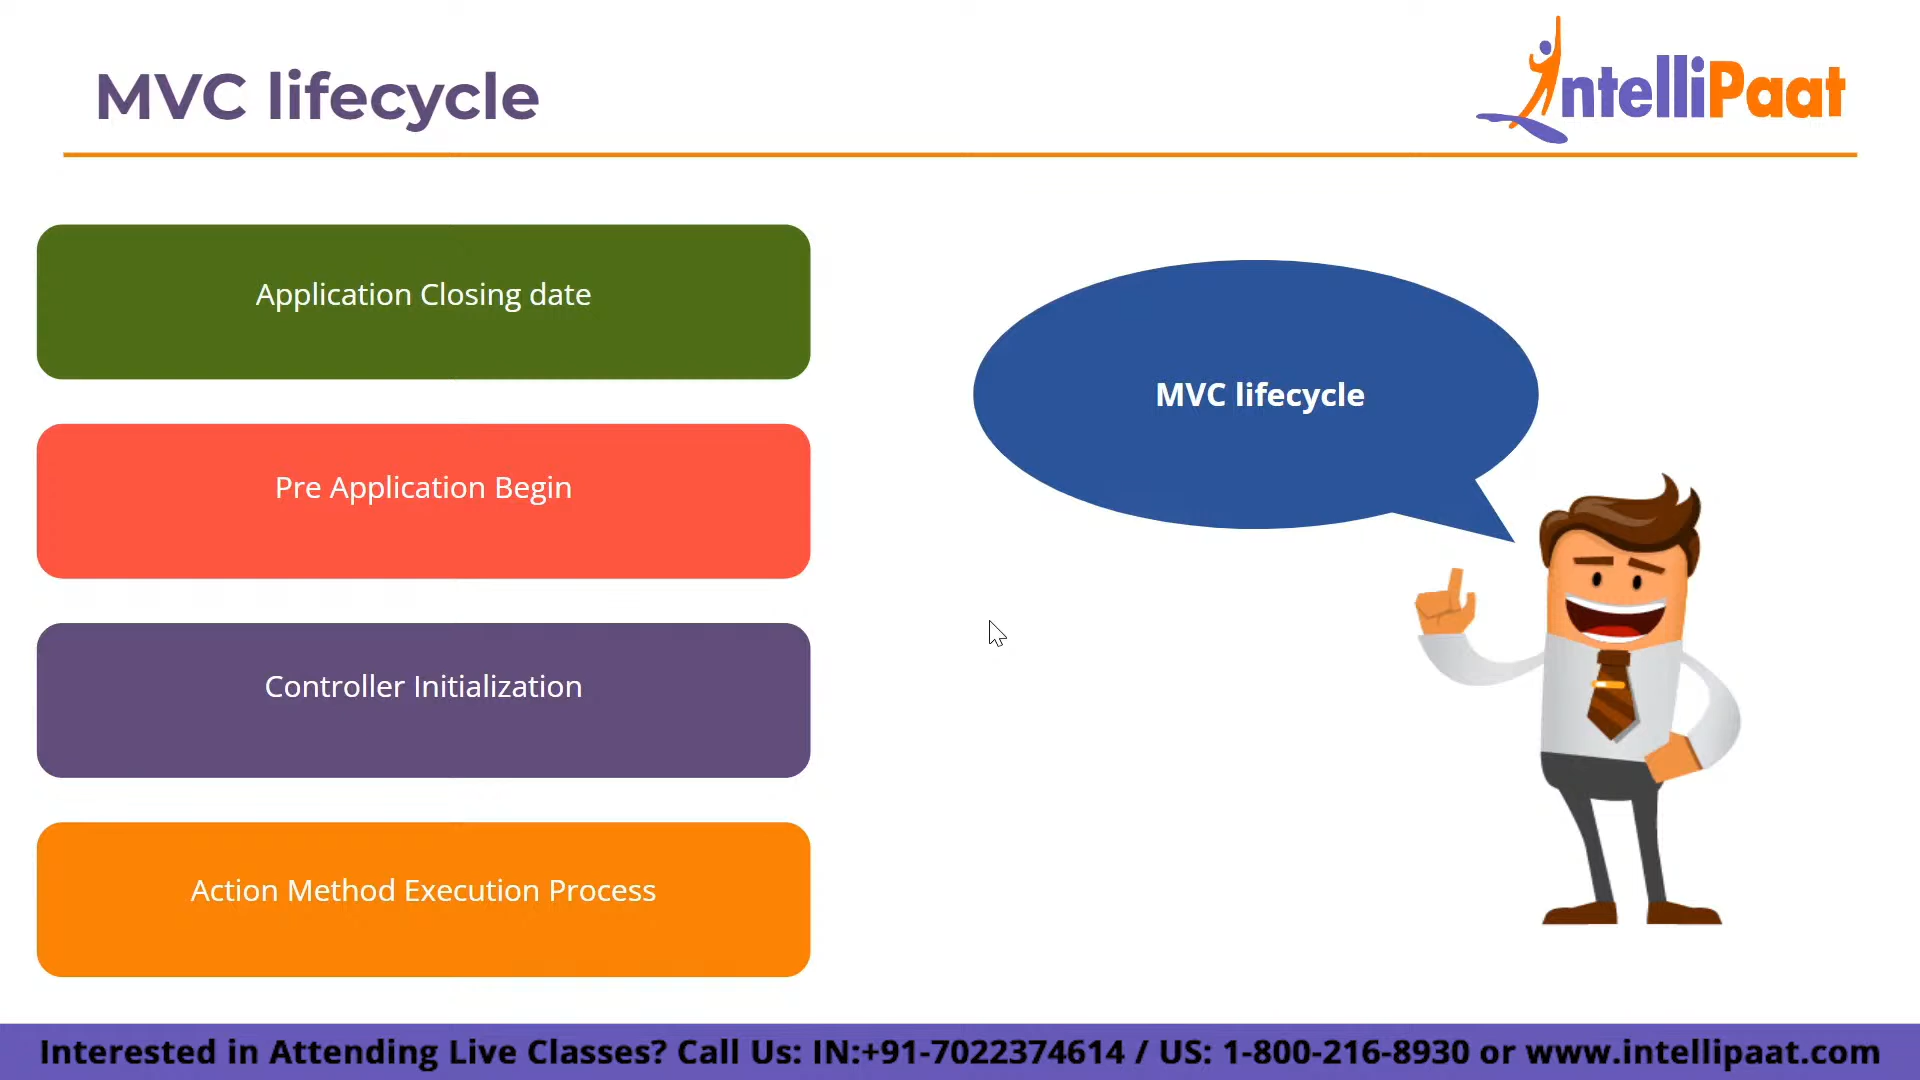 MVC lifecycle
IntelliPaat
Application Closing date
MVC lifecycle
Pre Application Begin
Controller Initialization
Action Method Execution Process
Interested in Attending Live Classes? Call Us: IN:+91-7022374614 / US: 1-800-216-8930 or www.intellipaat.com